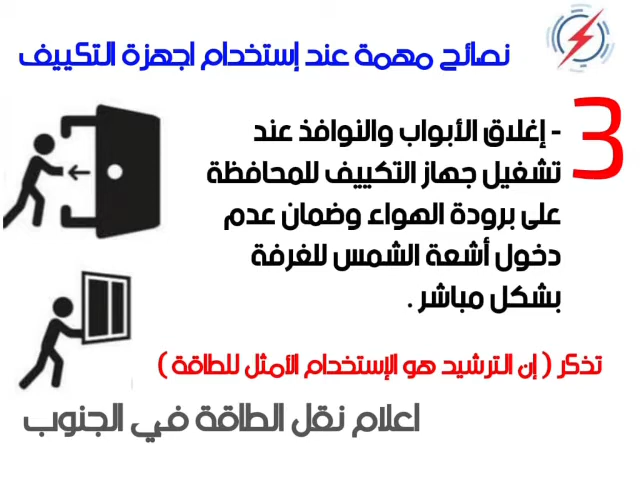 نصائح مهمة عند إستخدام اجهزة التكييف
3
- إغلاق الأبواب والنوافذ عند
تشغيل جهاز التكييف للمحافظة
على برودة الهواء وضمان عدم
دخول أشعة الشمس للغرفة
بشكل مباشر .
تذكر ( إن الترشيد هو الإستخدام الأمثل للطاقة )
اعلام نقل الطاقة في الجنوب